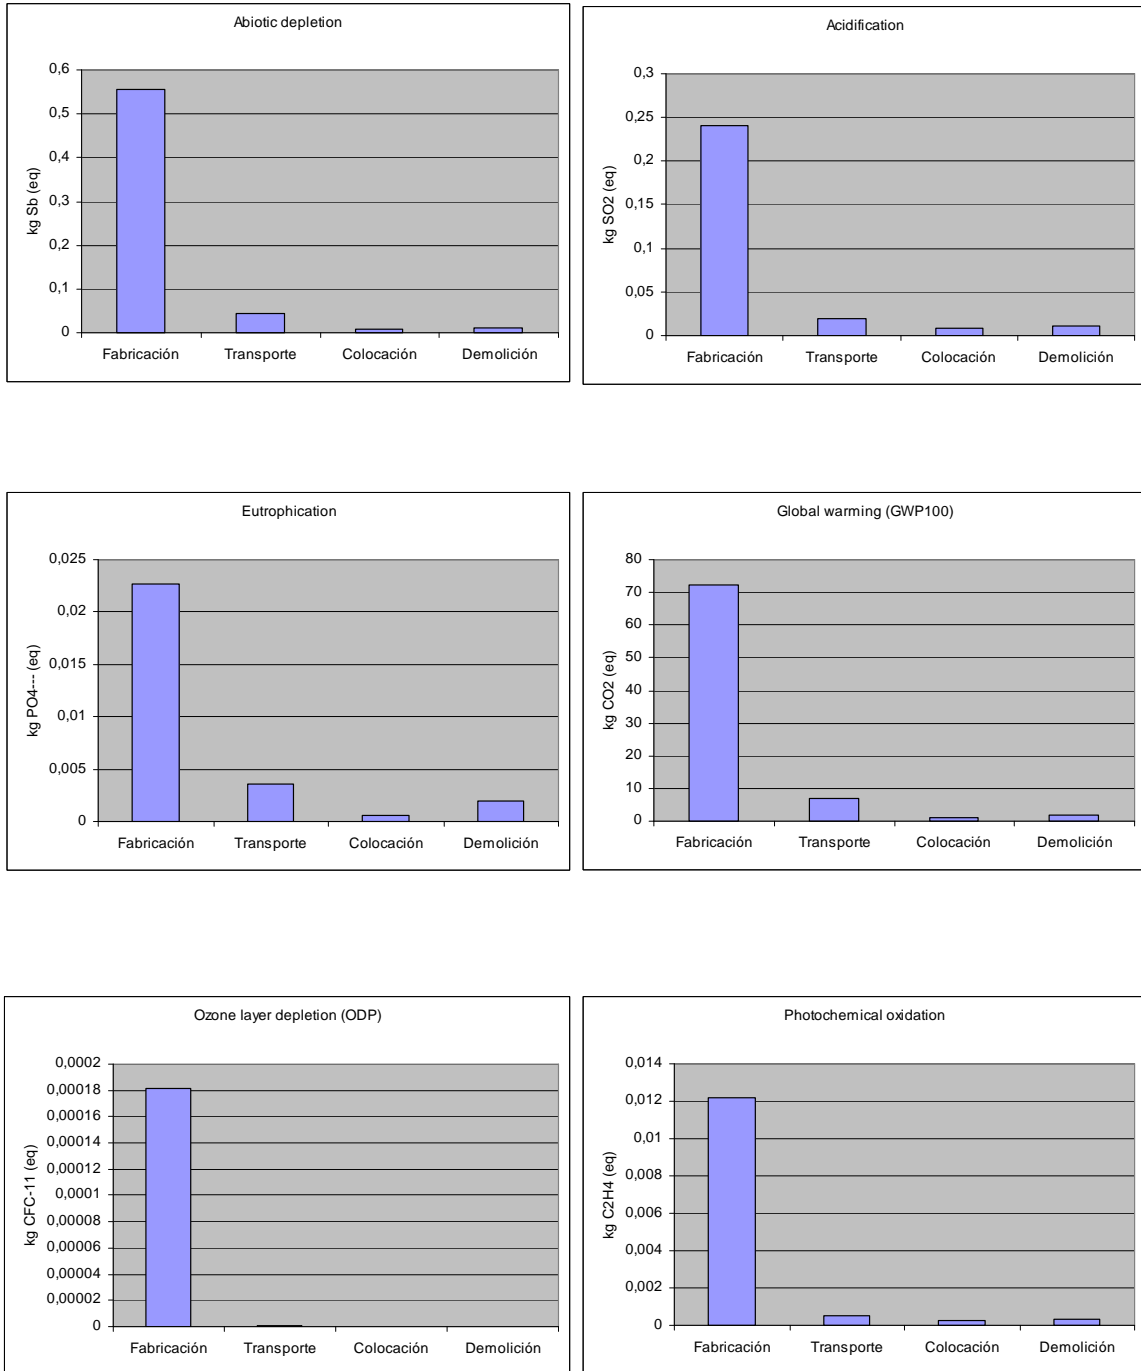 Abiotic depletion
kg Sb (eq)
0,6
0,5
0,4
0,3
0,2
0,1
0
Fabricación Transporte Colocación Demolición
Acidification
kg SO2 (eq)
0,3
0,25
0,2
0,15
0,1
0,05
0
Fabricación Transporte Colocación Demolición
Eutrophication
kg PO4--- (eq)
0,025
0,02
0,015
0,01
0,005
0
Fabricación Transporte Colocación Demolición
Global warming (GWP100)
kg CO2 (eq)
80
70
60
50
40
30
20
10
0
Fabricación Transporte Colocación Demolición
Ozone layer depletion (ODP)
kg CFC-11 (eq)
0,0002
0,00018
0,00016
0,00014
0,00012
0,0001
0,00008
0,00006
0,00004
0,00002
0
Fabricación Transporte Colocación Demolición
Photochemical oxidation
kg C2H4 (eq)
0,014
0,012
0,01
0,008
0,006
0,004
0,002
0
Fabricación Transporte Colocación Demolición